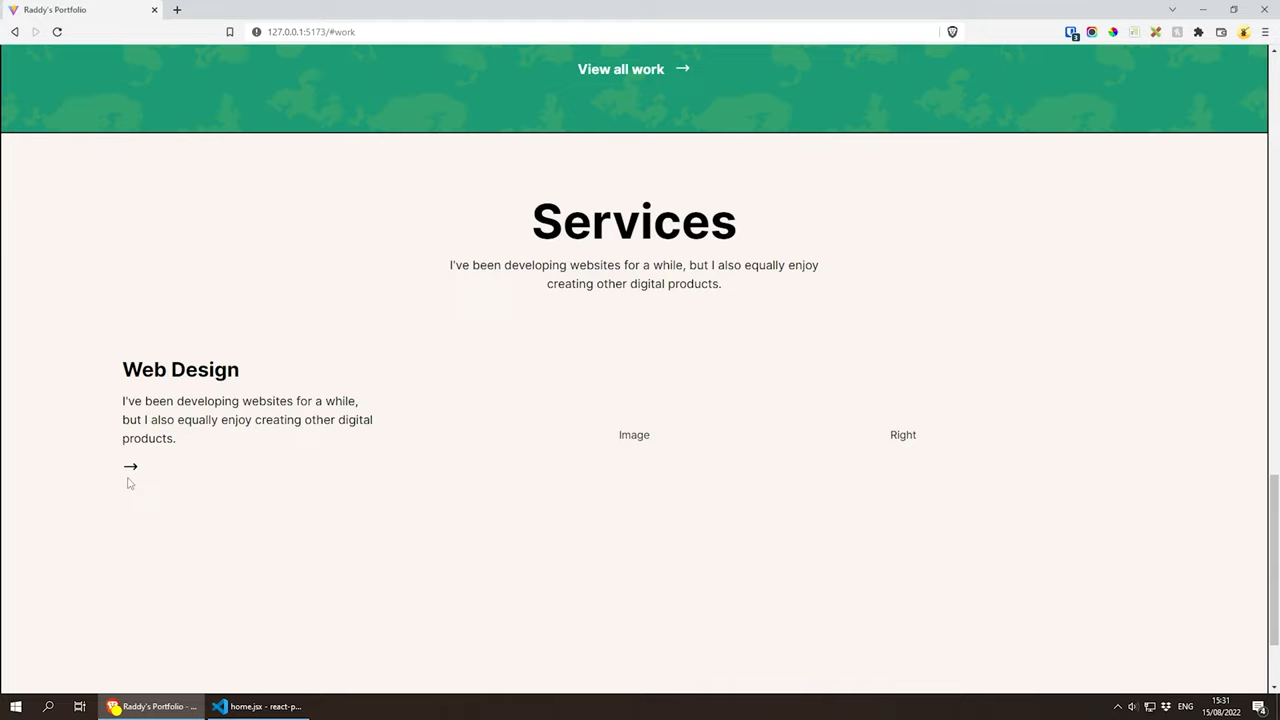 Raddy's Portfolio
127.0.0.1:5173/#work
3
View all work
Services
I've been developing websites for a while, but I also equally enjoy
creating other digital products.
Web Design
I've been developing websites for a while,
but I also equally enjoy creating other digital
products.
Image
Right
Raddy's Portfolio - ...
home.jsx - react-p...
ENG
15:31
15/08/2022
4